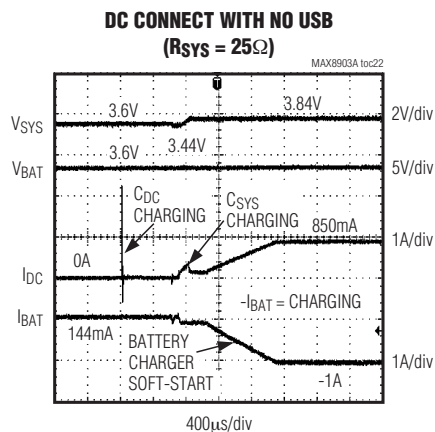 DC CONNECT WITH NO USB
(RSYS = 25Ω)
MAX8903A toc22
3.6V
3.84V
2V/div
VSYS
3.44V
3.6V
VBAT
5V/div
CDC
CHARGING
CSYS
CHARGING
850mA
1A/div
0A
IDC
-IBAT = CHARGING
IBAT
144mA
BATTERY
CHARGER
SOFT-START
-1A
1A/div
400µs/div